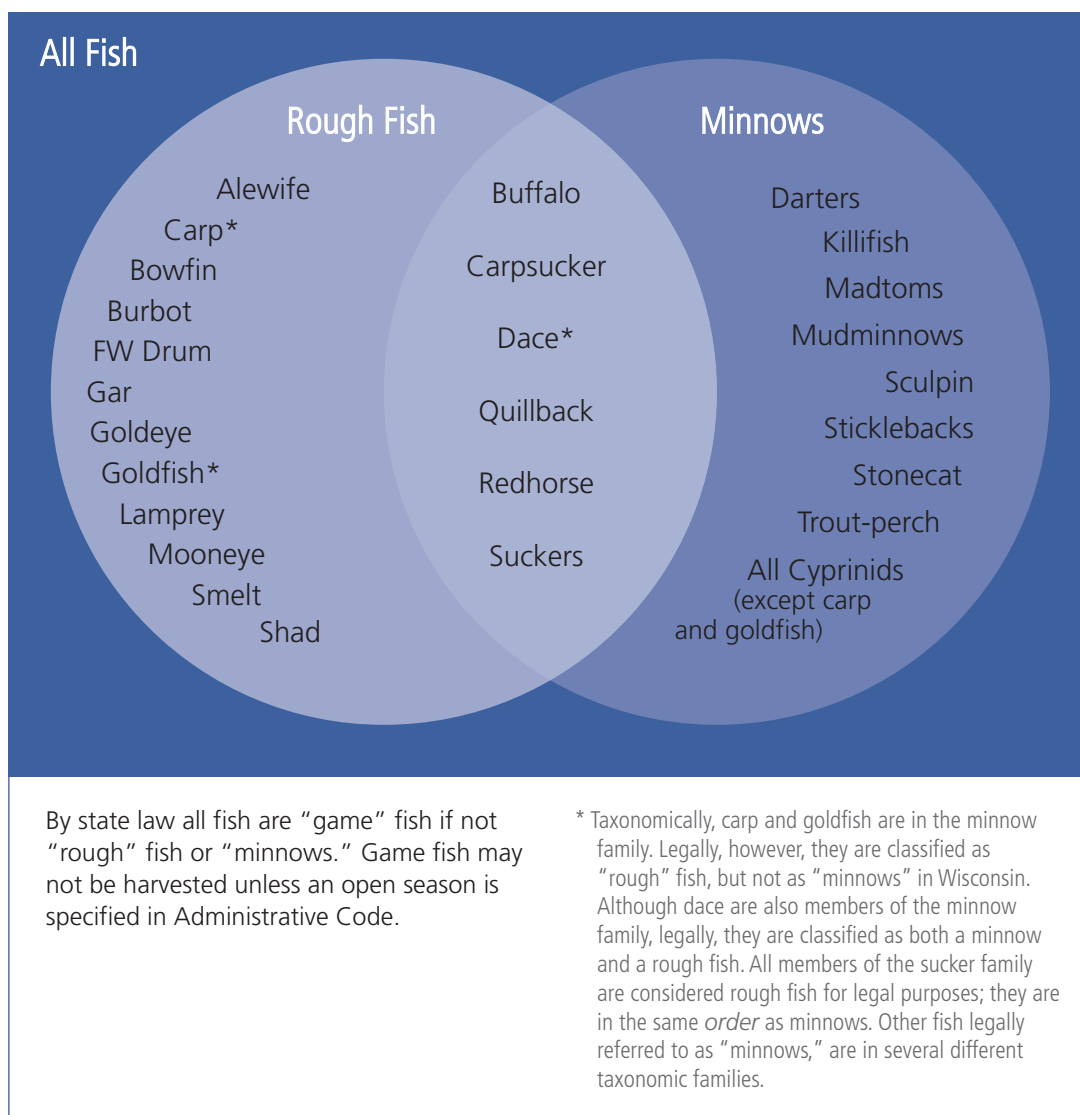 All Fish
Rough Fish
Alewife
Carp*
Bowfin
Burbot
FW Drum
Gar
Goldeye
Goldfish*
Lamprey
Mooneye
Smelt
Shad
Buffalo
Carpsucker
Dace*
Quillback
Redhorse
Suckers
Minnows
Darters
Killifish
Madtoms
Mudminnows
Sculpin
Sticklebacks
Stonecat
Trout-perch
All Cyprinids
(except carp
and goldfish)
By state law all fish are “game” fish if not
“rough” fish or “minnows.” Game fish may
not be harvested unless an open season is
specified in Administrative Code.
* Taxonomically, carp and goldfish are in the minnow
family. Legally, however, they are classified as
“rough” fish, but not as “minnows” in Wisconsin.
Although dace are also members of the minnow
family, legally, they are classified as both a minnow
and a rough fish. All members of the sucker family
are considered rough fish for legal purposes; they are
in the same order as minnows. Other fish legally
referred to as “minnows,” are in several different
taxonomic families.